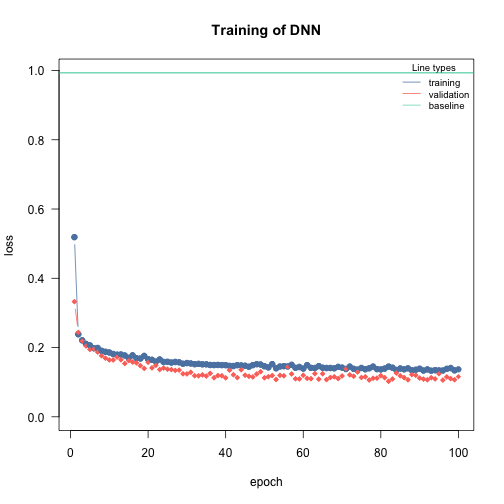 Training of DNN
Line types
training
validation
baseline
1.0
0.8
0.6
0.4
0.2
0.0
loss
0
20
40
60
80
100
epoch